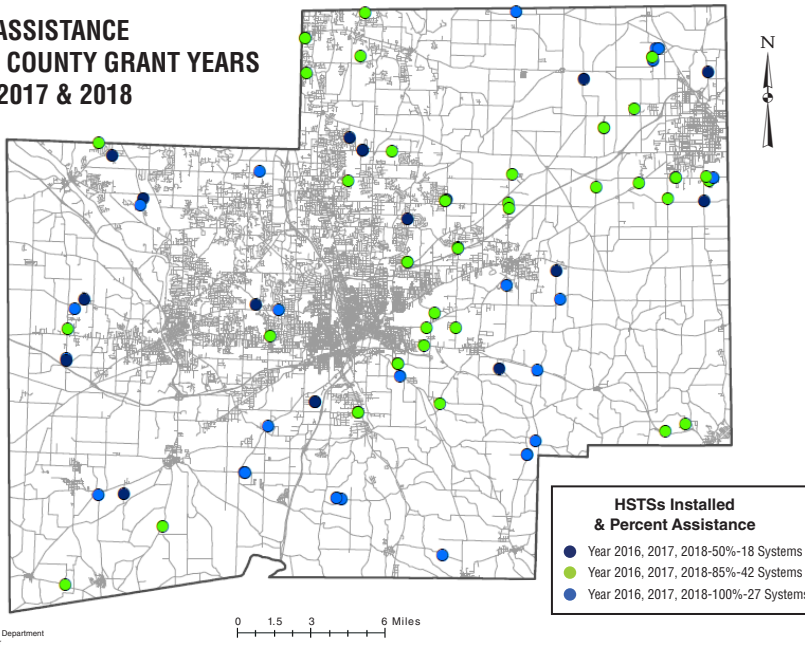 ASSISTANCE
COUNTY GRANT YEARS
2017 & 2018
N
HSTSs Installed
& Percent Assistance
Year 2016, 2017, 2018-50%-18 Systems
Year 2016, 2017, 2018-85%-42 Systems
Year 2016, 2017, 2018-100%-27 Systems
0 1.5 3 6 Miles
Department